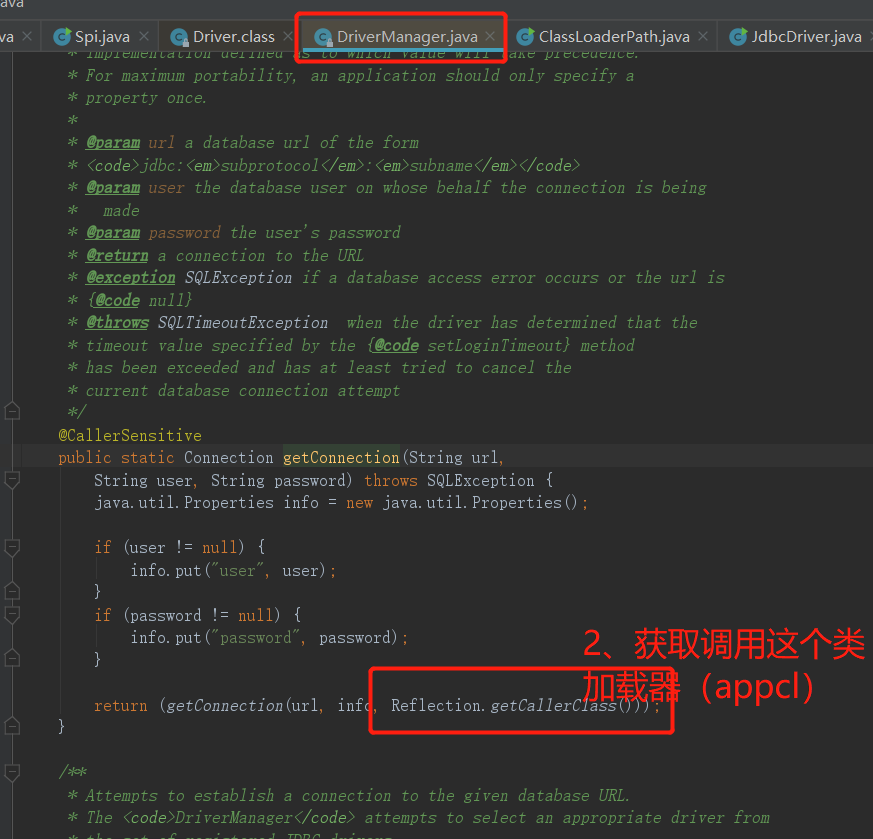 ava
va × Spi.java × Driver.class × DriverManager.java × ClassLoaderPath.java × JdbcDriver.java ×
* implementation defined as to which value will take precedence.
* For maximum portability, an application should only specify a
* property once.
*
* @param url a database url of the form
* <code>jdbc:<em>subprotocol</em>:<em>subname</em></code>
* @param user the database user on whose behalf the connection is being
* made
* @param password the user's password
* @return a connection to the URL
* @exception SQLException if a database access error occurs or the url is
* {@code null}
* @throws SQLTimeoutException when the driver has determined that the
* timeout value specified by the {@code setLoginTimeout} method
* has been exceeded and has at least tried to cancel the
* current database connection attempt
*/
@CallerSensitive
public static Connection getConnection(String url,
String user, String password) throws SQLException {
java.util.Properties info = new java.util.Properties();
if (user != null) {
info.put("user", user);
}
if (password != null) {
info.put("password", password);
}
2、获取调用这个类
加载器（appcl）
return (getConnection(url, info, Reflection.getCallerClass()));
}
/**
* Attempts to establish a connection to the given database URL.
* The <code>DriverManager</code> attempts to select an appropriate driver from
* the set of registered JDBC drivers.